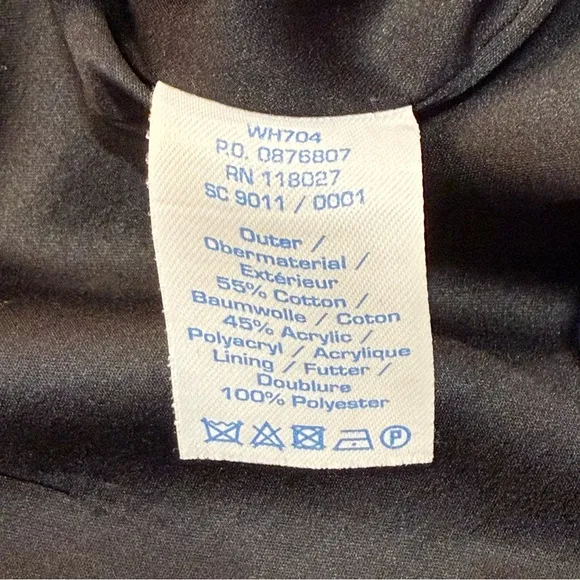 WH704
P.O. 0876807
RN 118027
SC 9011 / 0001
Outer /
Obermaterial /
Extérieur
55% Cotton /
Baumwolle / Coton
45% Acrylic /
Polyacryl / Acrylique
Lining / Futter /
Doublure
100% Polyester
P